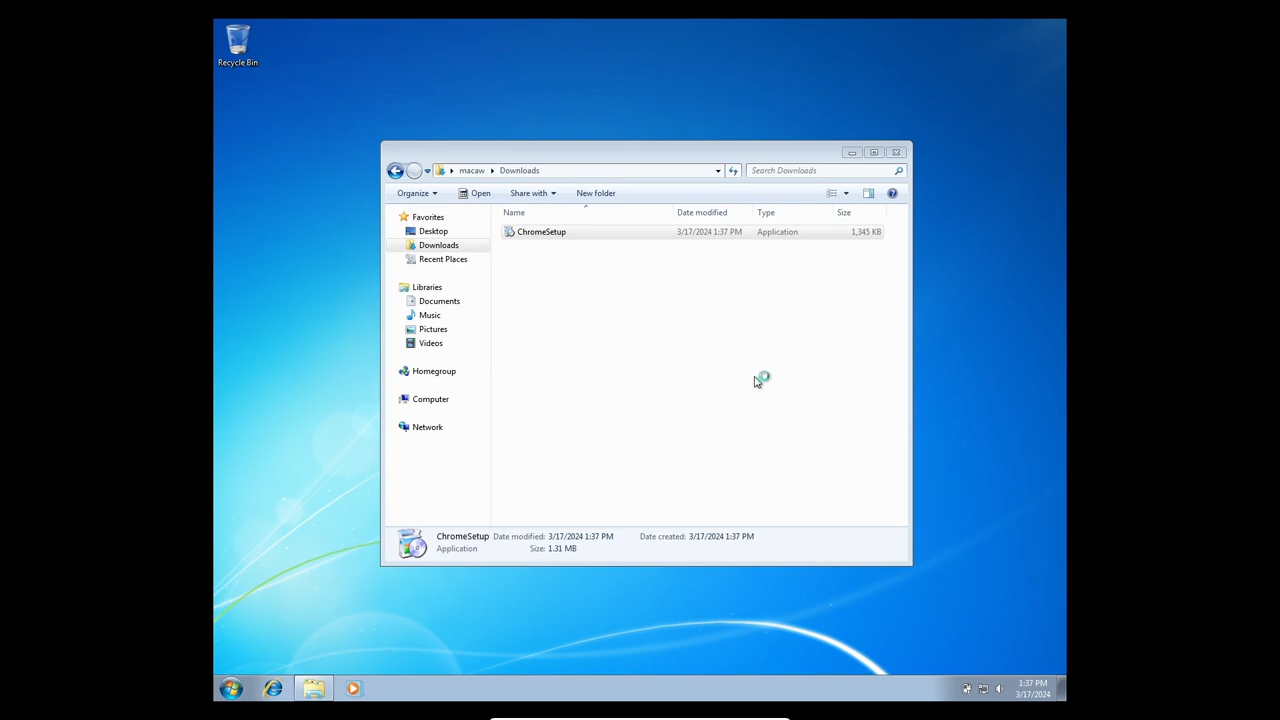 Recycle Bin
macaw Downloads
Search Downloads
Organize Open Share with New folder
Name Date modified Type Size
ChromeSetup 3/17/2024 1:37 PM Application 1,345 KB
Favorites
Desktop
Downloads
Recent Places
Libraries
Documents
Music
Pictures
Videos
Homegroup
Computer
Network
ChromeSetup Date modified: 3/17/2024 1:37 PM Date created: 3/17/2024 1:37 PM
Application Size: 1.31 MB
1:37 PM
3/17/2024